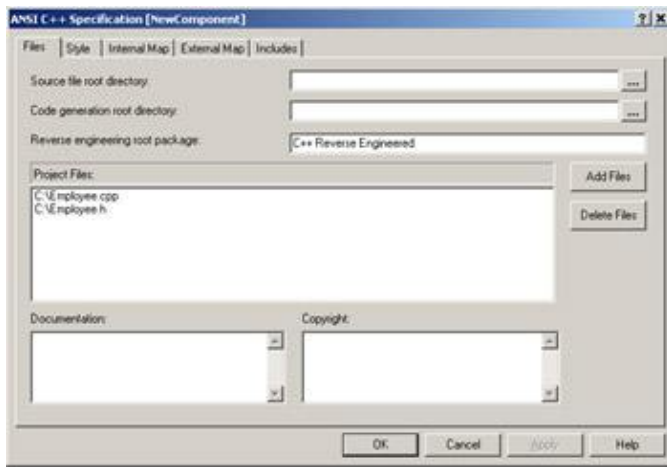 ANSI C++ Specification [NewComponent]
Files Style Internal Map External Map Includes
Source file root directory:
...
Code generation root directory:
...
Reverse engineering root package:
C++ Reverse Engineered
Project Files:
Add Files
C:\Employee.cpp
C:\Employee.h
Delete Files
Documentation: Copyright:
OK Cancel Apply Help